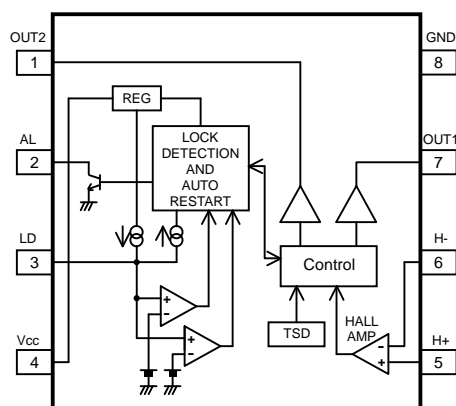 OUT2
1
GND
8
REG
AL
2
LOCK
DETECTION
AND
AUTO
RESTART
OUT1
7
LD
3
Control
H-
6
TSD
HALL
AMP
Vcc
4
H+
5
+
-
+
-
-
+